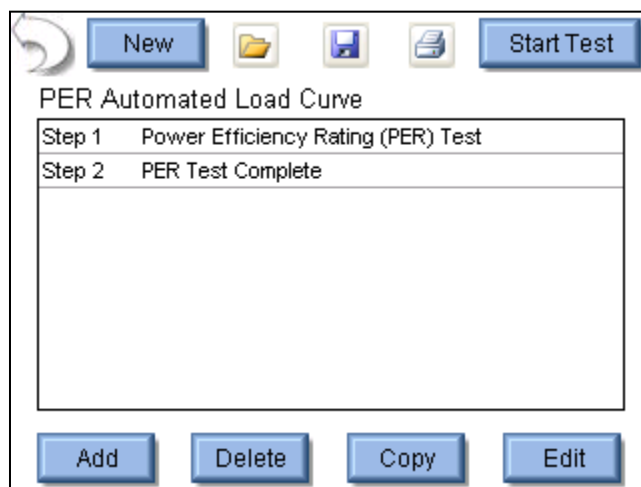 New Start Test
PER Automated Load Curve
Step 1 Power Efficiency Rating (PER) Test
Step 2 PER Test Complete
Add Delete Copy Edit